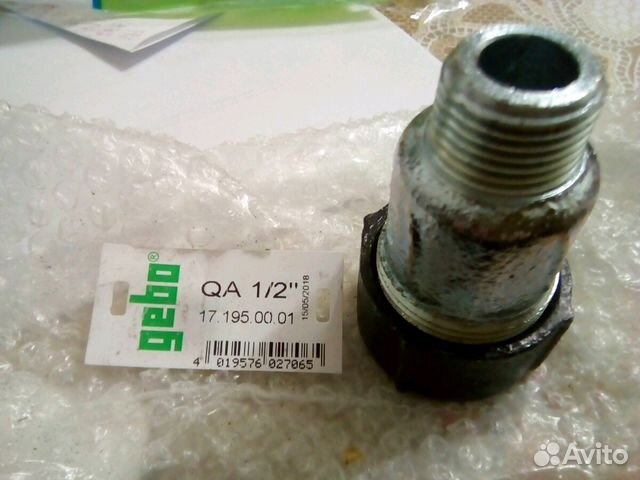 gebo®
QA 1/2"
17.195.00.01
15/05/2018
4 019576 027065
Avito